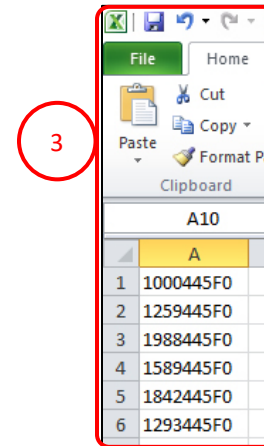 File Home
Cut
Copy
Paste
Format P
Clipboard
3
A10
A
1 1000445F0
2 1259445F0
3 1988445F0
4 1589445F0
5 1842445F0
6 1293445F0